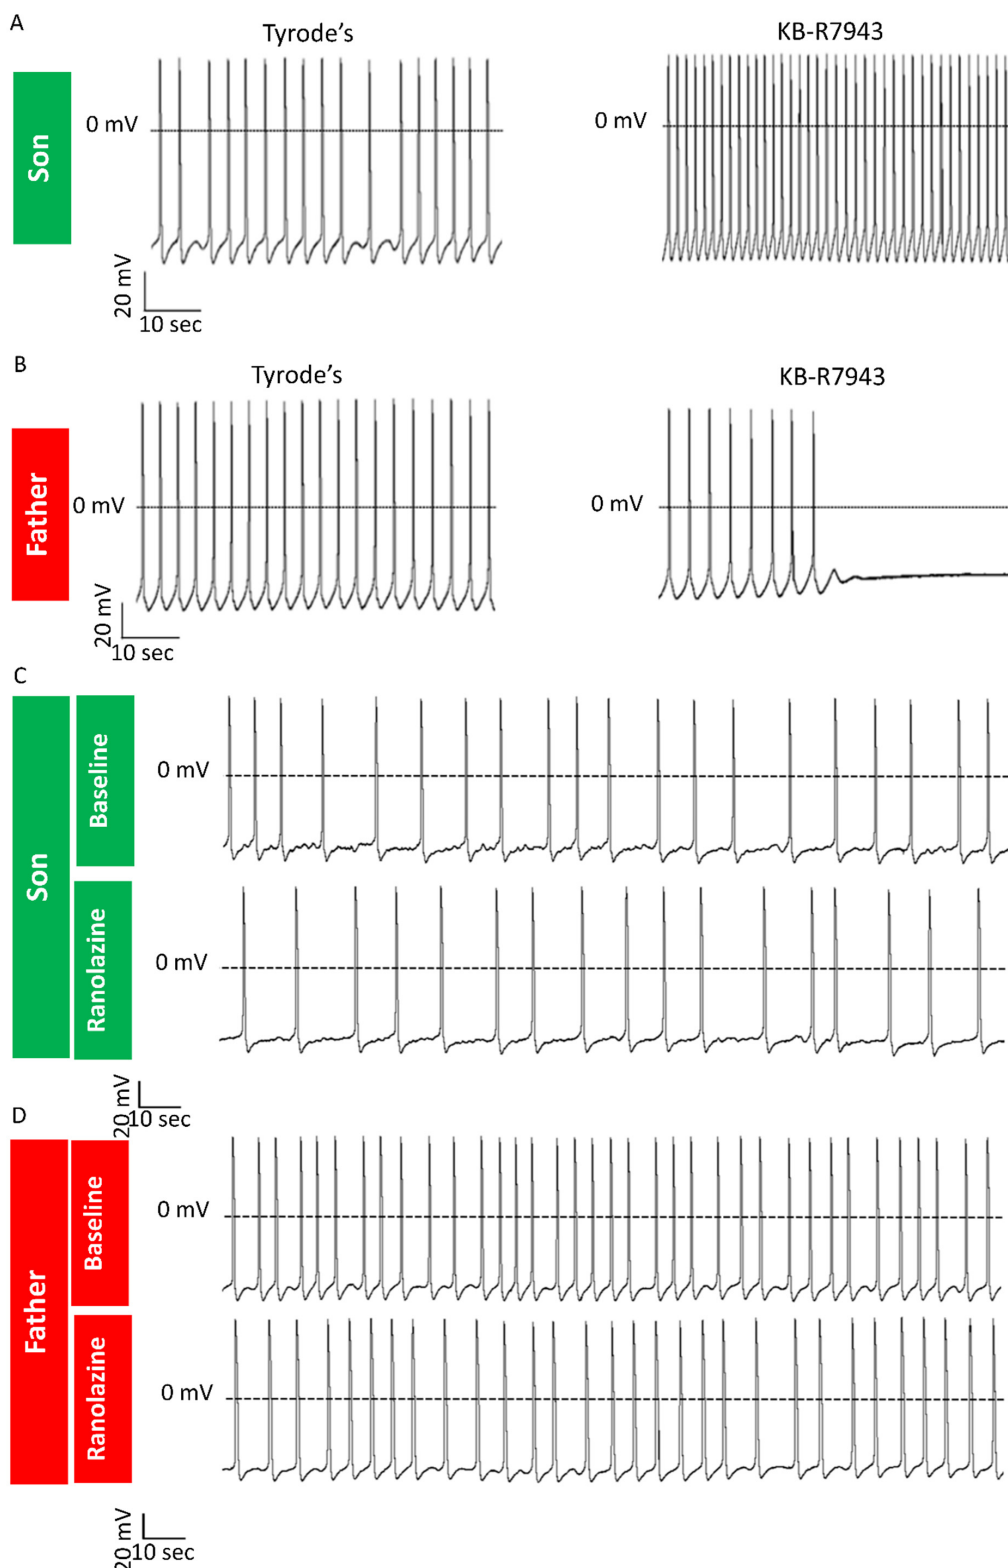 A
Tyrode's
KB-R7943
Son
0 mV
0 mV
20 mV
10 sec
B
Tyrode's
KB-R7943
Father
0 mV
0 mV
20 mV
10 sec
C
Son
Baseline
0 mV
Ranolazine
0 mV
20 mV
10 sec
D
Father
Baseline
0 mV
Ranolazine
0 mV
20 mV
10 sec